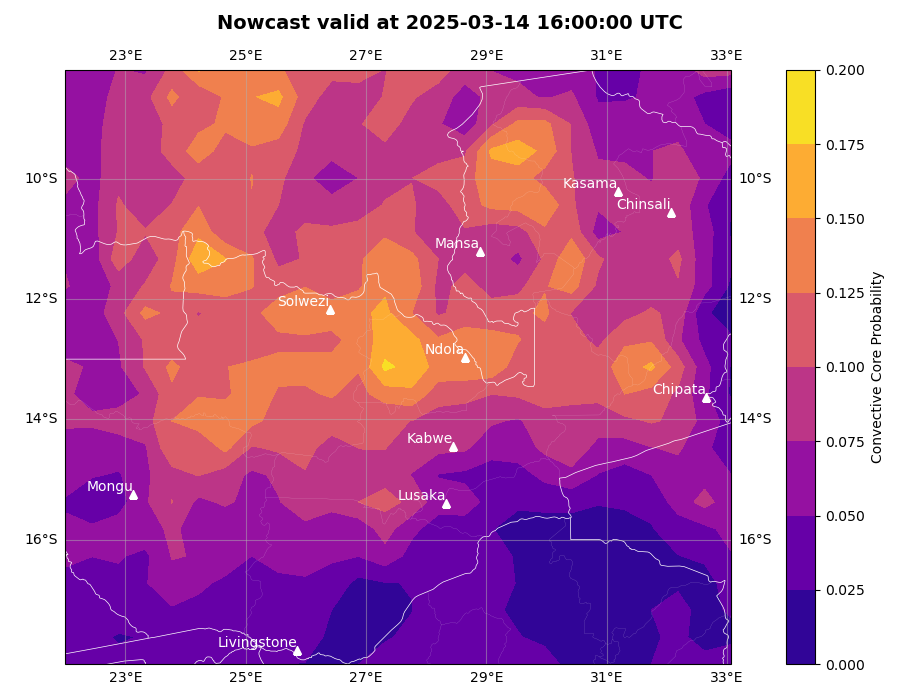 Nowcast valid at 2025-03-14 16:00:00 UTC
23°E 25°E 27°E 29°E 31°E 33°E
0.200
0.175
10°S Kasama 10°S
Chinsali
0.150
Mansa
12°S Solwezi 12°S
0.125
Ndola
0.100
Chipata
14°S 14°S
Kabwe
0.075
Mongu Lusaka
0.050
16°S 16°S
0.025
Livingstone
0.000
23°E 25°E 27°E 29°E 31°E 33°E
Convective Core Probability